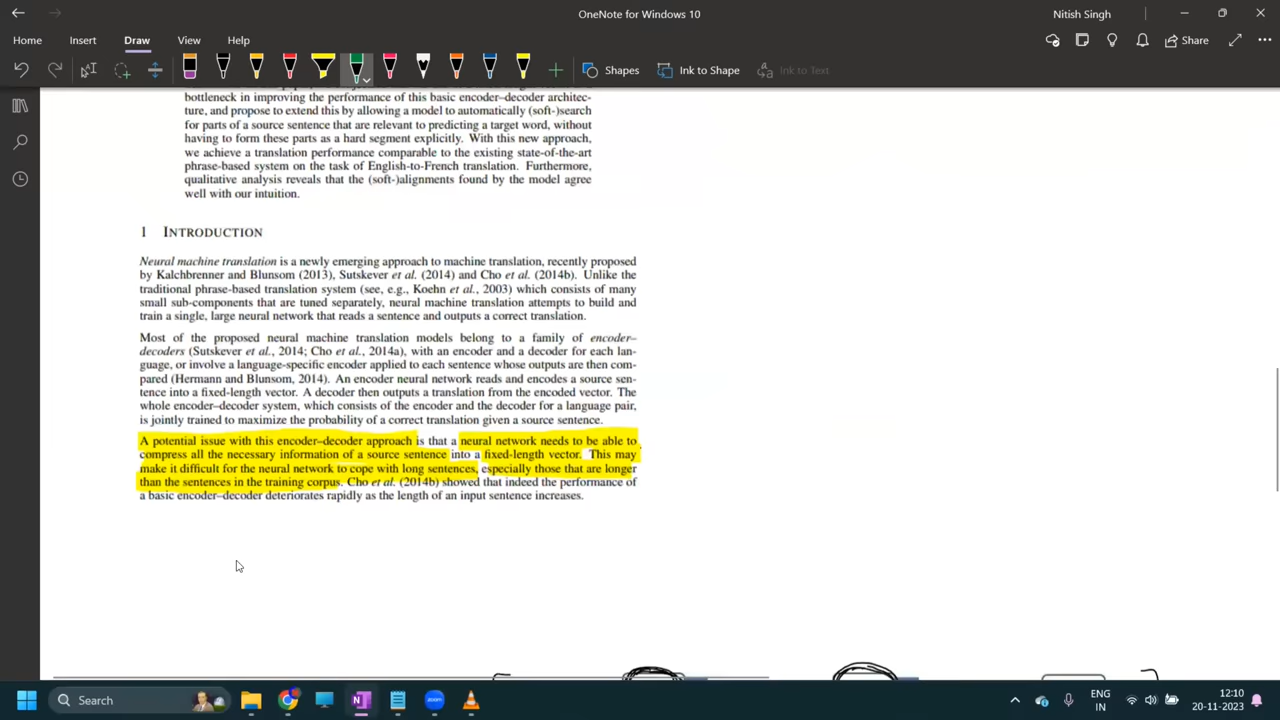 OneNote for Windows 10
Nitish Singh
Home Insert Draw View Help
Share
Shapes
Ink to Shape
Ink to Text
bottleneck in improving the performance of this basic encoder–decoder architec-
ture, and propose to extend this by allowing a model to automatically (soft-)search
for parts of a source sentence that are relevant to predicting a target word, without
having to form these parts as a hard segment explicitly. With this new approach,
we achieve a translation performance comparable to the existing state-of-the-art
phrase-based system on the task of English-to-French translation. Furthermore,
qualitative analysis reveals that the (soft-)alignments found by the model agree
well with our intuition.
1 INTRODUCTION
Neural machine translation is a newly emerging approach to machine translation, recently proposed
by Kalchbrenner and Blunsom (2013), Sutskever et al. (2014) and Cho et al. (2014b). Unlike the
traditional phrase-based translation system (see, e.g., Koehn et al., 2003) which consists of many
small sub-components that are tuned separately, neural machine translation attempts to build and
train a single, large neural network that reads a sentence and outputs a correct translation.
Most of the proposed neural machine translation models belong to a family of encoder–
decoders (Sutskever et al., 2014; Cho et al., 2014a), with an encoder and a decoder for each lan-
guage, or involve a language-specific encoder applied to each sentence whose outputs are then com-
pared (Hermann and Blunsom, 2014). An encoder neural network reads and encodes a source sen-
tence into a fixed-length vector. A decoder then outputs a translation from the encoded vector. The
whole encoder–decoder system, which consists of the encoder and the decoder for a language pair,
is jointly trained to maximize the probability of a correct translation given a source sentence.
A potential issue with this encoder–decoder approach is that a neural network needs to be able to
compress all the necessary information of a source sentence into a fixed-length vector. This may
make it difficult for the neural network to cope with long sentences, especially those that are longer
than the sentences in the training corpus. Cho et al. (2014b) showed that indeed the performance of
a basic encoder–decoder deteriorates rapidly as the length of an input sentence increases.
Search
zoom
ENG
IN
12:10
20-11-2023